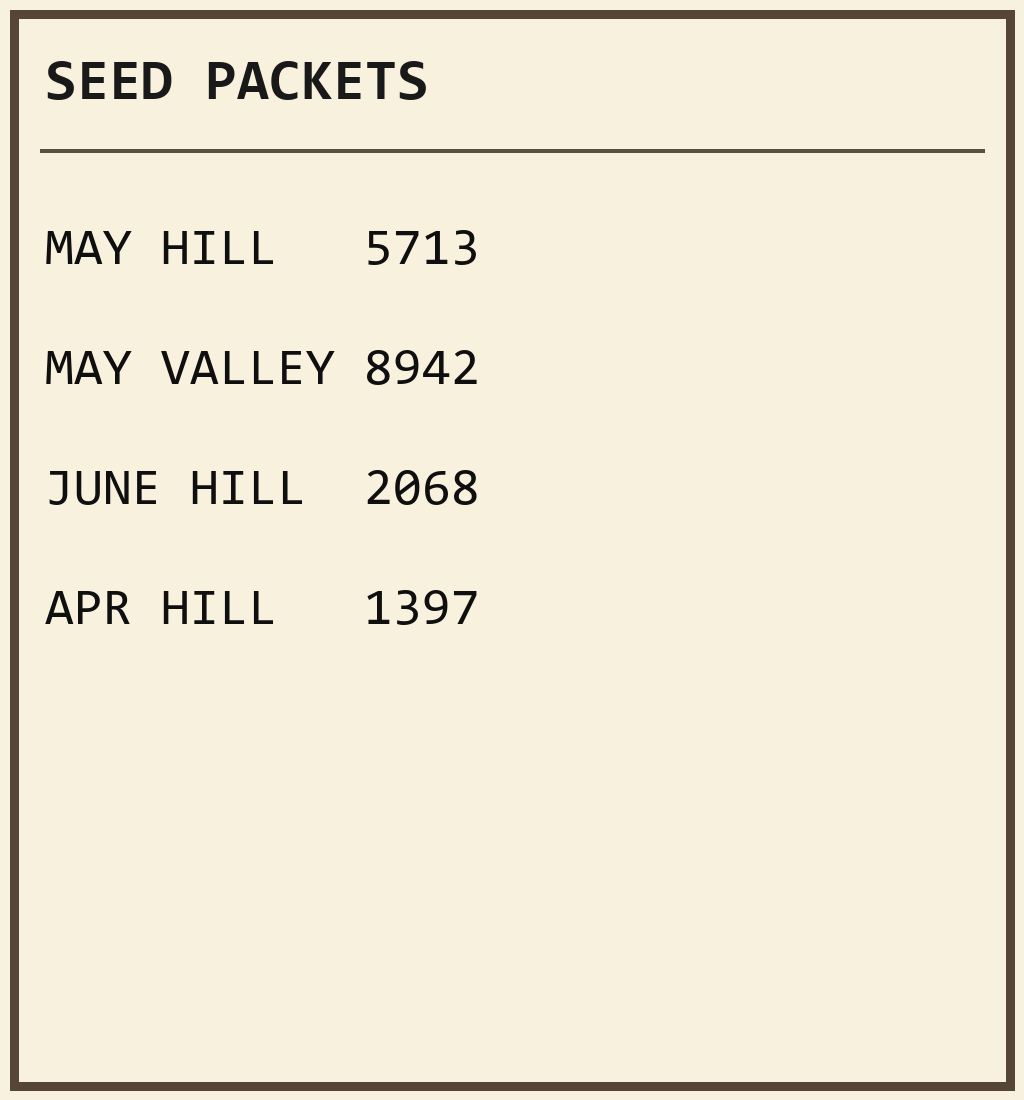 SEED PACKETS
MAY HILL   5713
MAY VALLEY 8942
JUNE HILL  2068
APR HILL   1397